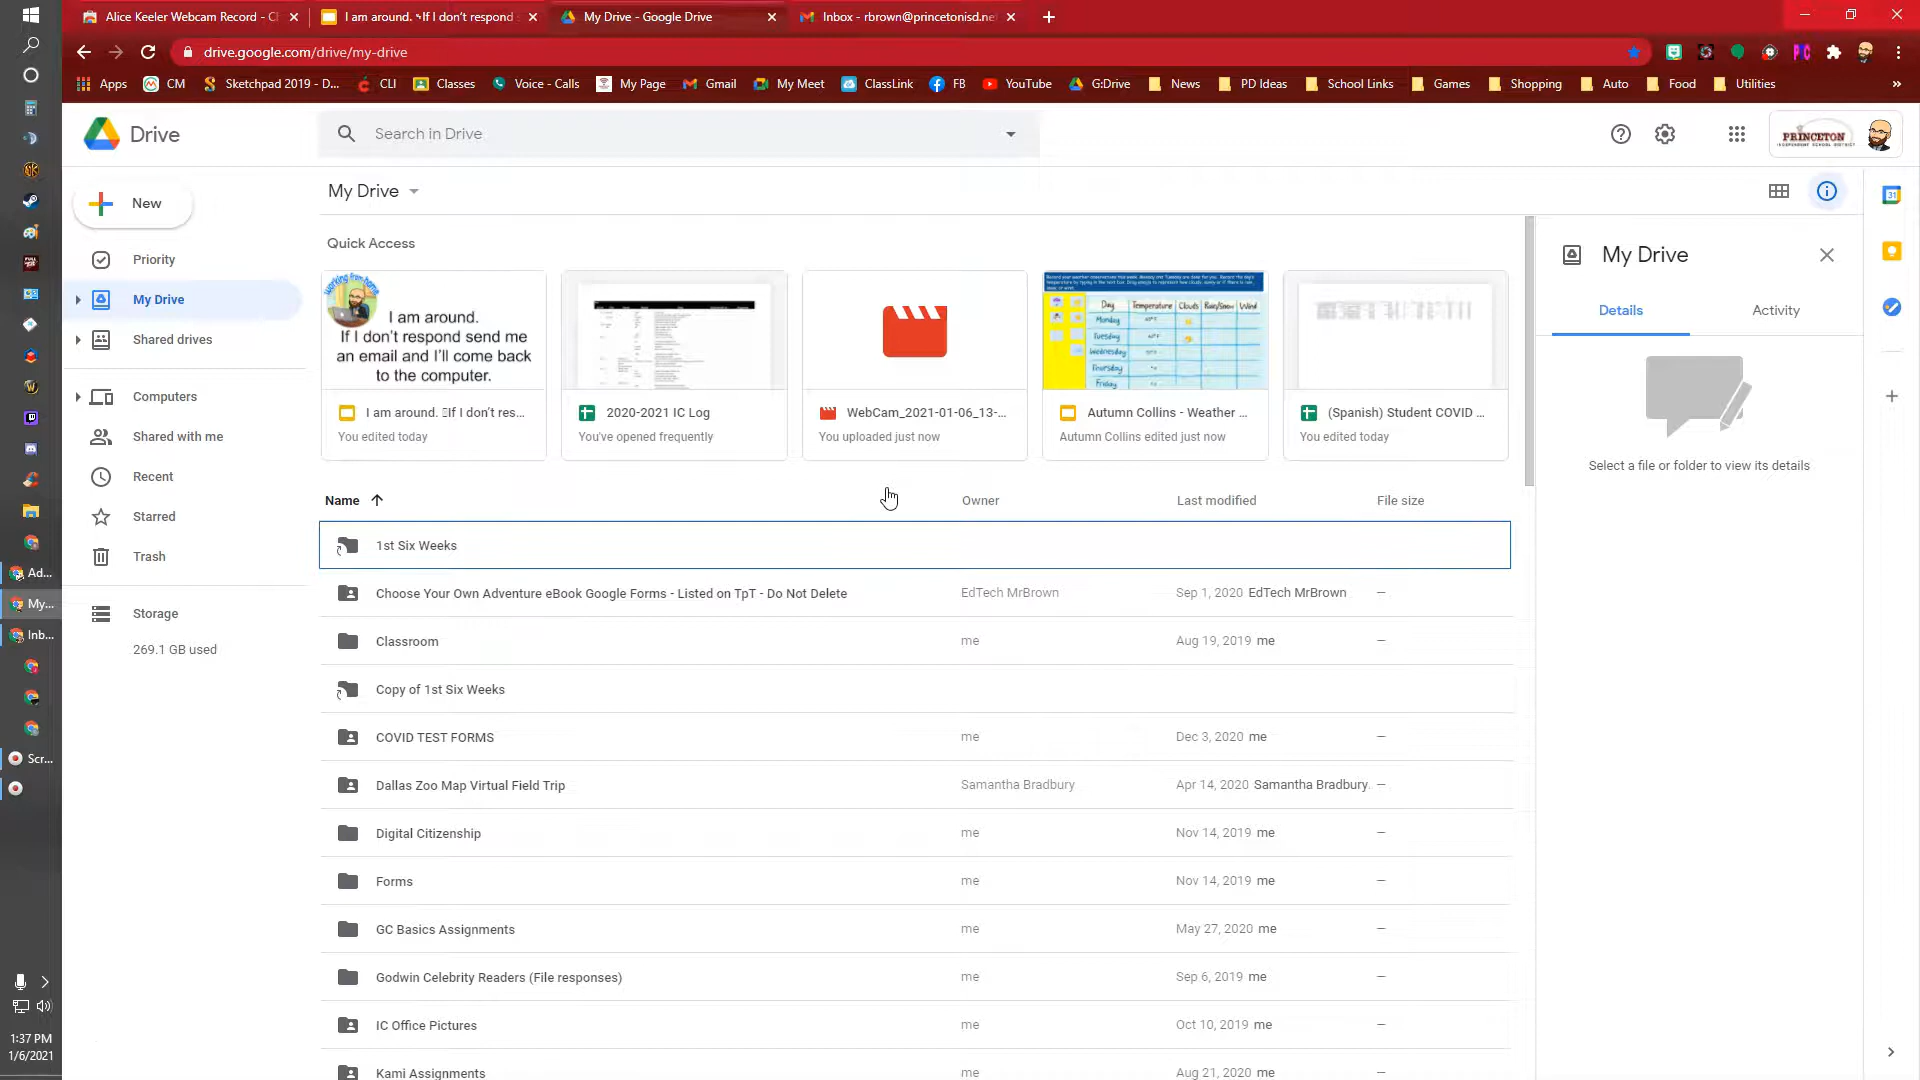 Alice Keeler Webcam Record - C
I am around. If I don't respond
My Drive - Google Drive
Inbox - rbrown@princetonisd.ne
drive.google.com/drive/my-drive
Apps
CM
Sketchpad 2019 - D...
CLI
Classes
Voice - Calls
My Page
Gmail
My Meet
ClassLink
FB
YouTube
G:Drive
News
PD Ideas
School Links
Games
Shopping
Auto
Food
Utilities
»
Drive
Search in Drive
PRINCETON
INDEPENDENT SCHOOL DISTRICT
New
Priority
My Drive
Shared drives
Computers
Shared with me
Recent
Starred
Trash
Storage
269.1 GB used
My Drive
Quick Access
working from home
I am around.
If I don't respond send me
an email and I'll come back
to the computer.
I am around. If I don't res...
You edited today
2020-2021 IC Log
You've opened frequently
WebCam_2021-01-06_13-...
You uploaded just now
Day Temperature Clouds Rain/Snow Wind
Monday
Tuesday
Wednesday
Thursday
Friday
Autumn Collins - Weather ...
Autumn Collins edited just now
(Spanish) Student COVID ...
You edited today
Name Owner Last modified File size
1st Six Weeks
Choose Your Own Adventure eBook Google Forms - Listed on TpT - Do Not Delete EdTech MrBrown Sep 1, 2020 EdTech MrBrown —
Classroom me Aug 19, 2019 me —
Copy of 1st Six Weeks
COVID TEST FORMS me Dec 3, 2020 me —
Dallas Zoo Map Virtual Field Trip Samantha Bradbury Apr 14, 2020 Samantha Bradbury —
Digital Citizenship me Nov 14, 2019 me —
Forms me Nov 14, 2019 me —
GC Basics Assignments me May 27, 2020 me —
Godwin Celebrity Readers (File responses) me Sep 6, 2019 me —
IC Office Pictures me Oct 10, 2019 me —
Kami Assignments me Aug 21, 2020 me —
My Drive
Details
Activity
Select a file or folder to view its details
31
Ad...
My...
Inb...
Scr...
1:37 PM
1/6/2021